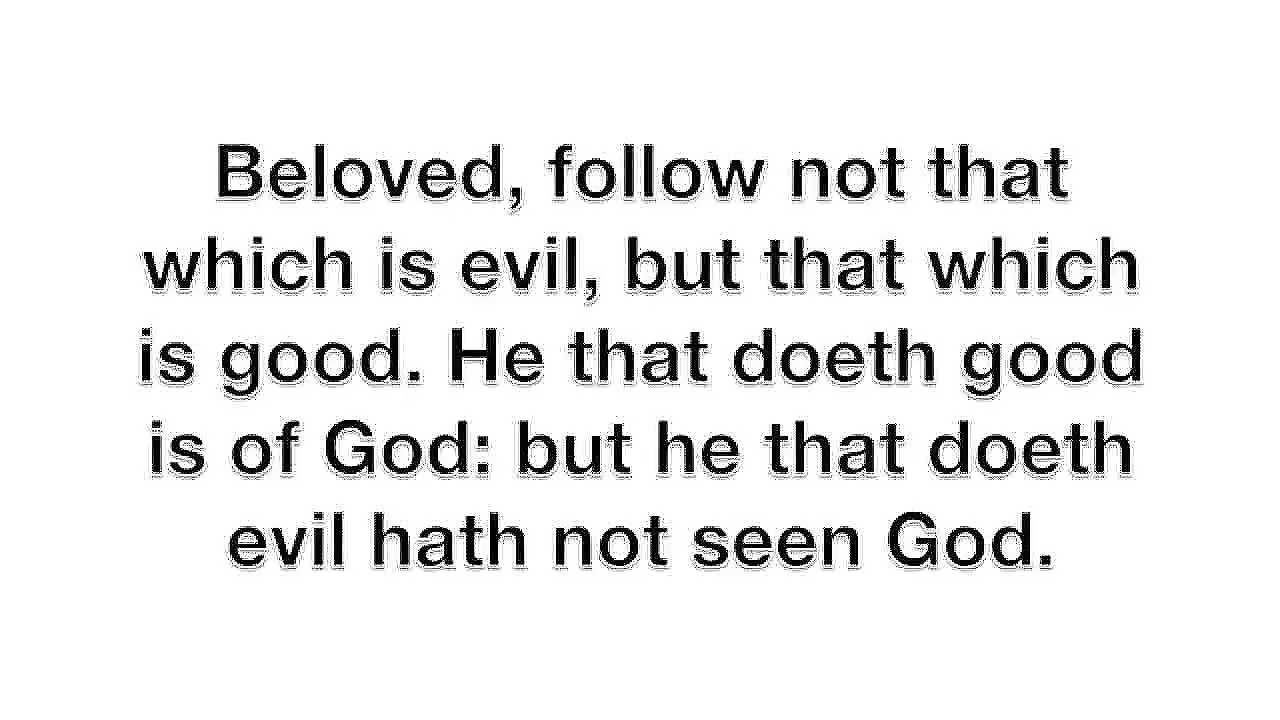 Beloved, follow not that
which is evil, but that which
is good. He that doeth good
is of God: but he that doeth
evil hath not seen God.